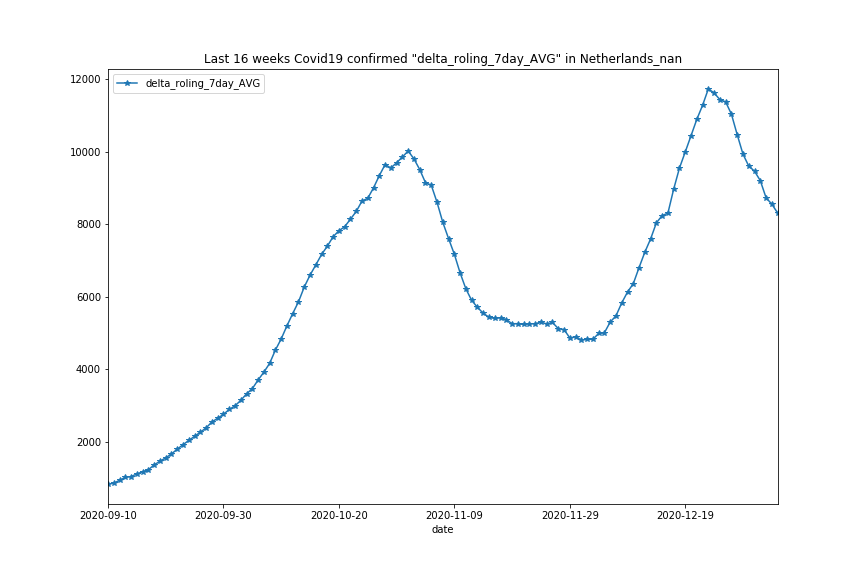 Last 16 weeks Covid19 confirmed "delta_roling_7day_AVG" in Netherlands_nan
delta_roling_7day_AVG
12000
10000
8000
6000
4000
2000
2020-09-10 2020-09-30 2020-10-20 2020-11-09 2020-11-29 2020-12-19
date